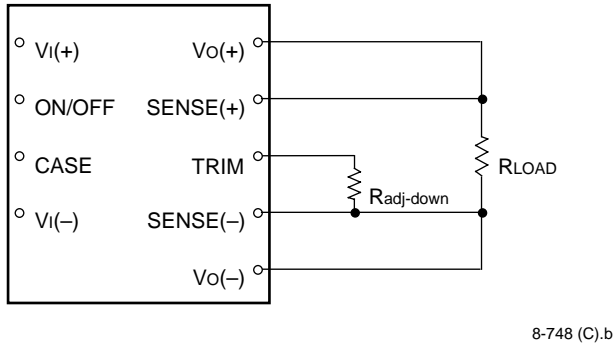 VI(+) VO(+)
ON/OFF SENSE(+)
CASE TRIM
RLOAD
Radj-down
VI(–) SENSE(–)
VO(–)
8-748 (C).b